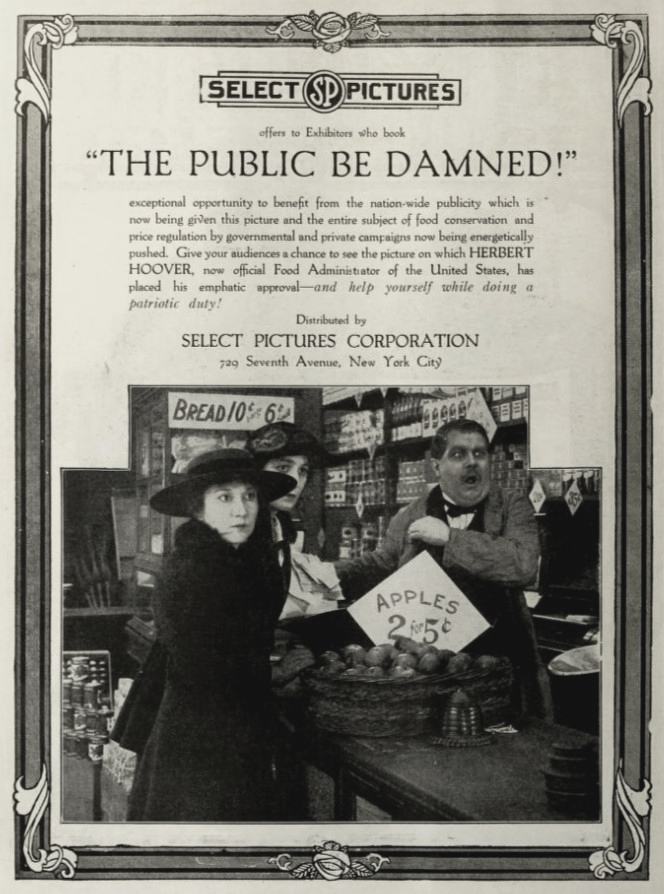 SELECT SP PICTURES
offers to Exhibitors who book
“THE PUBLIC BE DAMNED!”
exceptional opportunity to benefit from the nation-wide publicity which is
now being given this picture and the entire subject of food conservation and
price regulation by governmental and private campaigns now being energetically
pushed. Give your audiences a chance to see the picture on which HERBERT
HOOVER, now official Food Administrator of the United States, has
placed his emphatic approval—and help yourself while doing a
patriotic duty!
Distributed by
SELECT PICTURES CORPORATION
729 Seventh Avenue, New York City
BREAD 10¢ 6¢
APPLES
2 for 5¢